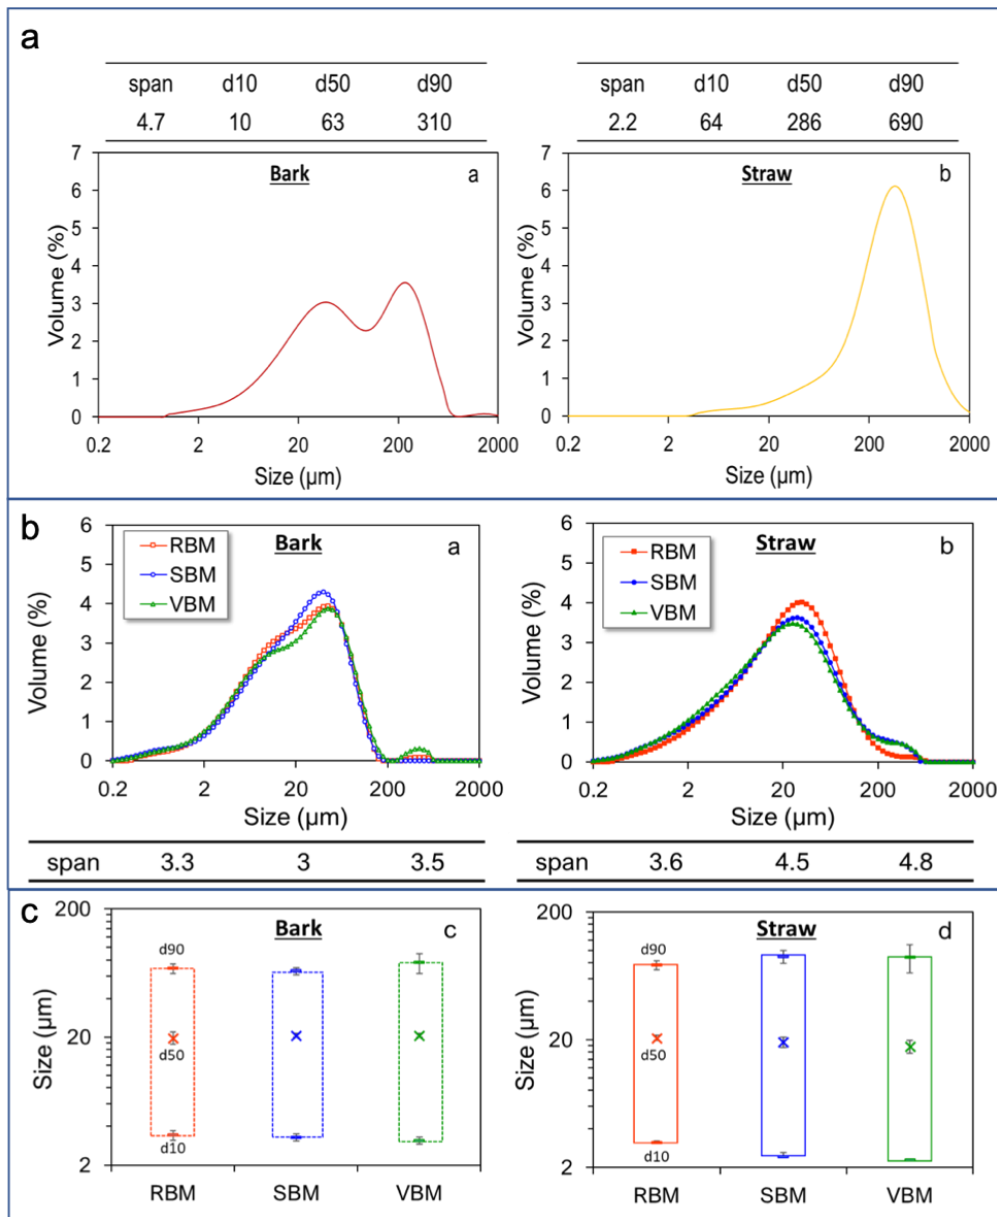 a
span d10 d50 d90
4.7 10 63 310
span d10 d50 d90
2.2 64 286 690
Bark a
Volume (%)
7
6
5
4
3
2
1
0
0.2 2 20 200 2000
Size (µm)
Straw b
Volume (%)
7
6
5
4
3
2
1
0
0.2 2 20 200 2000
Size (µm)
b
Bark a
RBM
SBM
VBM
Volume (%)
6
5
4
3
2
1
0
0.2 2 20 200 2000
Size (µm)
span 3.3 3 3.5
Straw b
RBM
SBM
VBM
Volume (%)
6
5
4
3
2
1
0
0.2 2 20 200 2000
Size (µm)
span 3.6 4.5 4.8
c
Bark c
Size (µm)
200
20
2
d90
d50
d10
RBM SBM VBM
Straw d
Size (µm)
200
20
2
d90
d50
d10
RBM SBM VBM